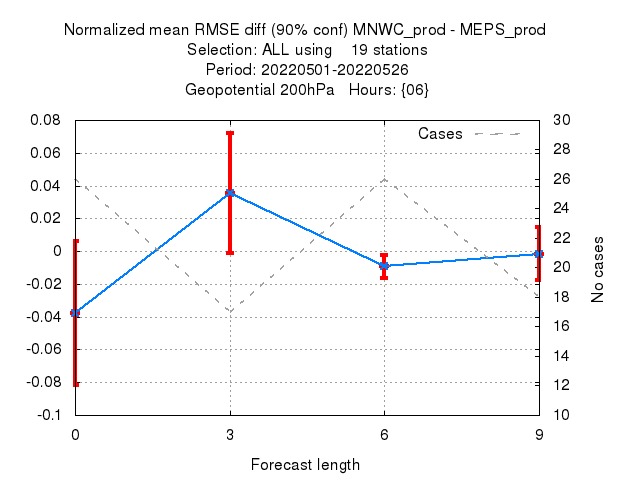 Normalized mean RMSE diff (90% conf) MNWC_prod - MEPS_prod
Selection: ALL using    19 stations
Period: 20220501-20220526
Geopotential 200hPa   Hours: {06}
Cases
0.08
0.06
0.04
0.02
0
-0.02
-0.04
-0.06
-0.08
-0.1
30
28
26
24
22
20
18
16
14
12
10
No cases
0 3 6 9
Forecast length